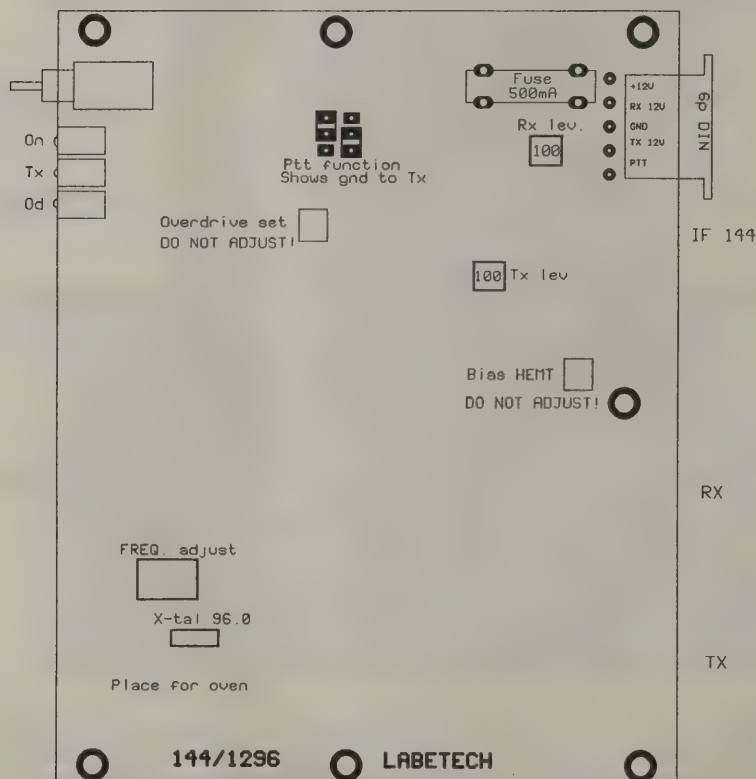 Fuse
500mA
+12V
RX 12V
GND
TX 12V
PTT
6p DIN
Rx lev.
100
On
Tx
Od
Ptt function
Shows gnd to Tx
Overdrive set
DO NOT ADJUST!
IF 144
100 Tx lev
Bias HEMT
DO NOT ADJUST!
RX
FREQ. adjust
X-tal 96.0
TX
Place for oven
144/1296 LABETECH